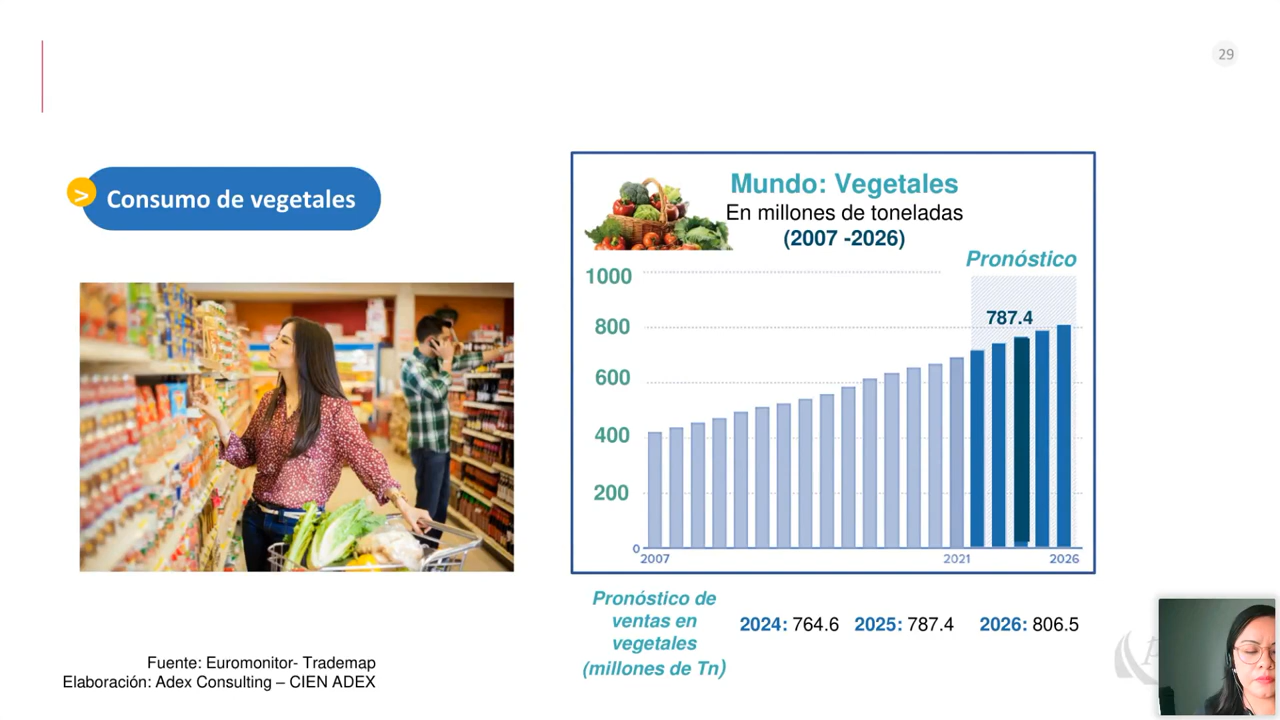 29
> Consumo de vegetales
Mundo: Vegetales
En millones de toneladas
(2007 -2026)
Pronóstico
1000
787.4
800
600
400
200
0
2007 2021 2026
Pronóstico de
ventas en
vegetales
(millones de Tn)
2024: 764.6 2025: 787.4 2026: 806.5
Fuente: Euromonitor- Trademap
Elaboración: Adex Consulting – CIEN ADEX